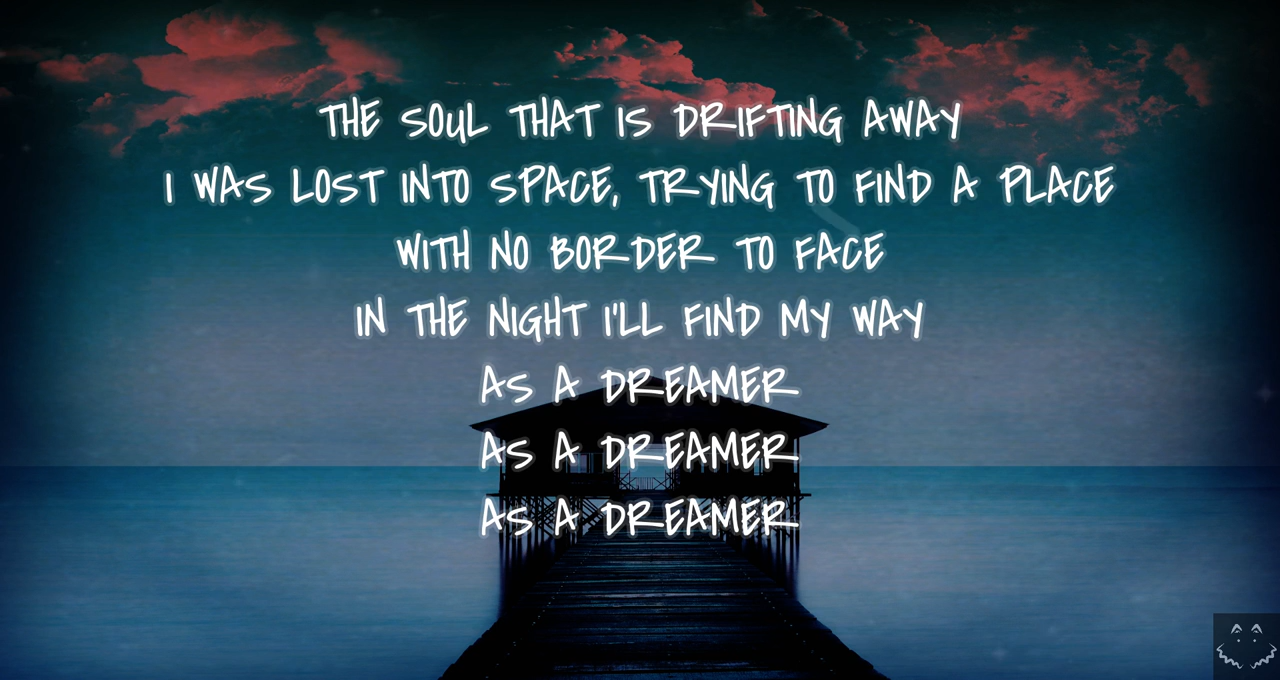 THE SOUL THAT IS DRIFTING AWAY
I WAS LOST INTO SPACE, TRYING TO FIND A PLACE
WITH NO BORDER TO FACE
IN THE NIGHT I'LL FIND MY WAY
AS A DREAMER
AS A DREAMER
AS A DREAMER